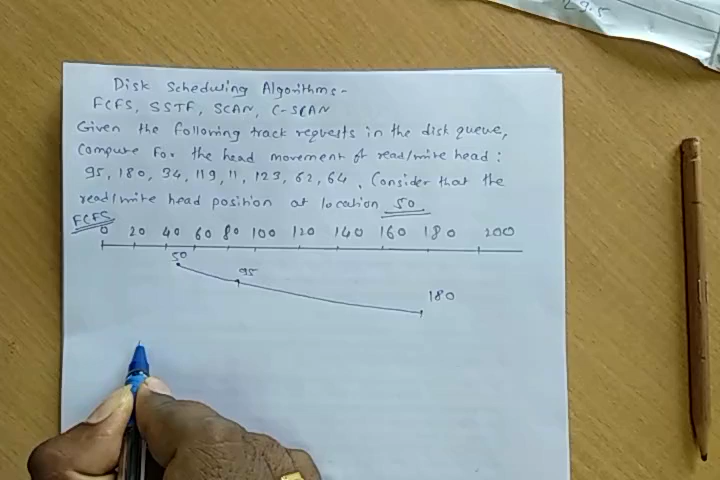 23.5
Disk Scheduling Algorithms-
FCFS, SSTF, SCAN, C-SCAN
Given the following track requests in the disk queue,
compute for the head movement of read/write head:
95, 180, 34, 119, 11, 123, 62, 64. Consider that the
read/write head position at location 50
FCFS
0 20 40 60 80 100 120 140 160 180 200
50
95
180